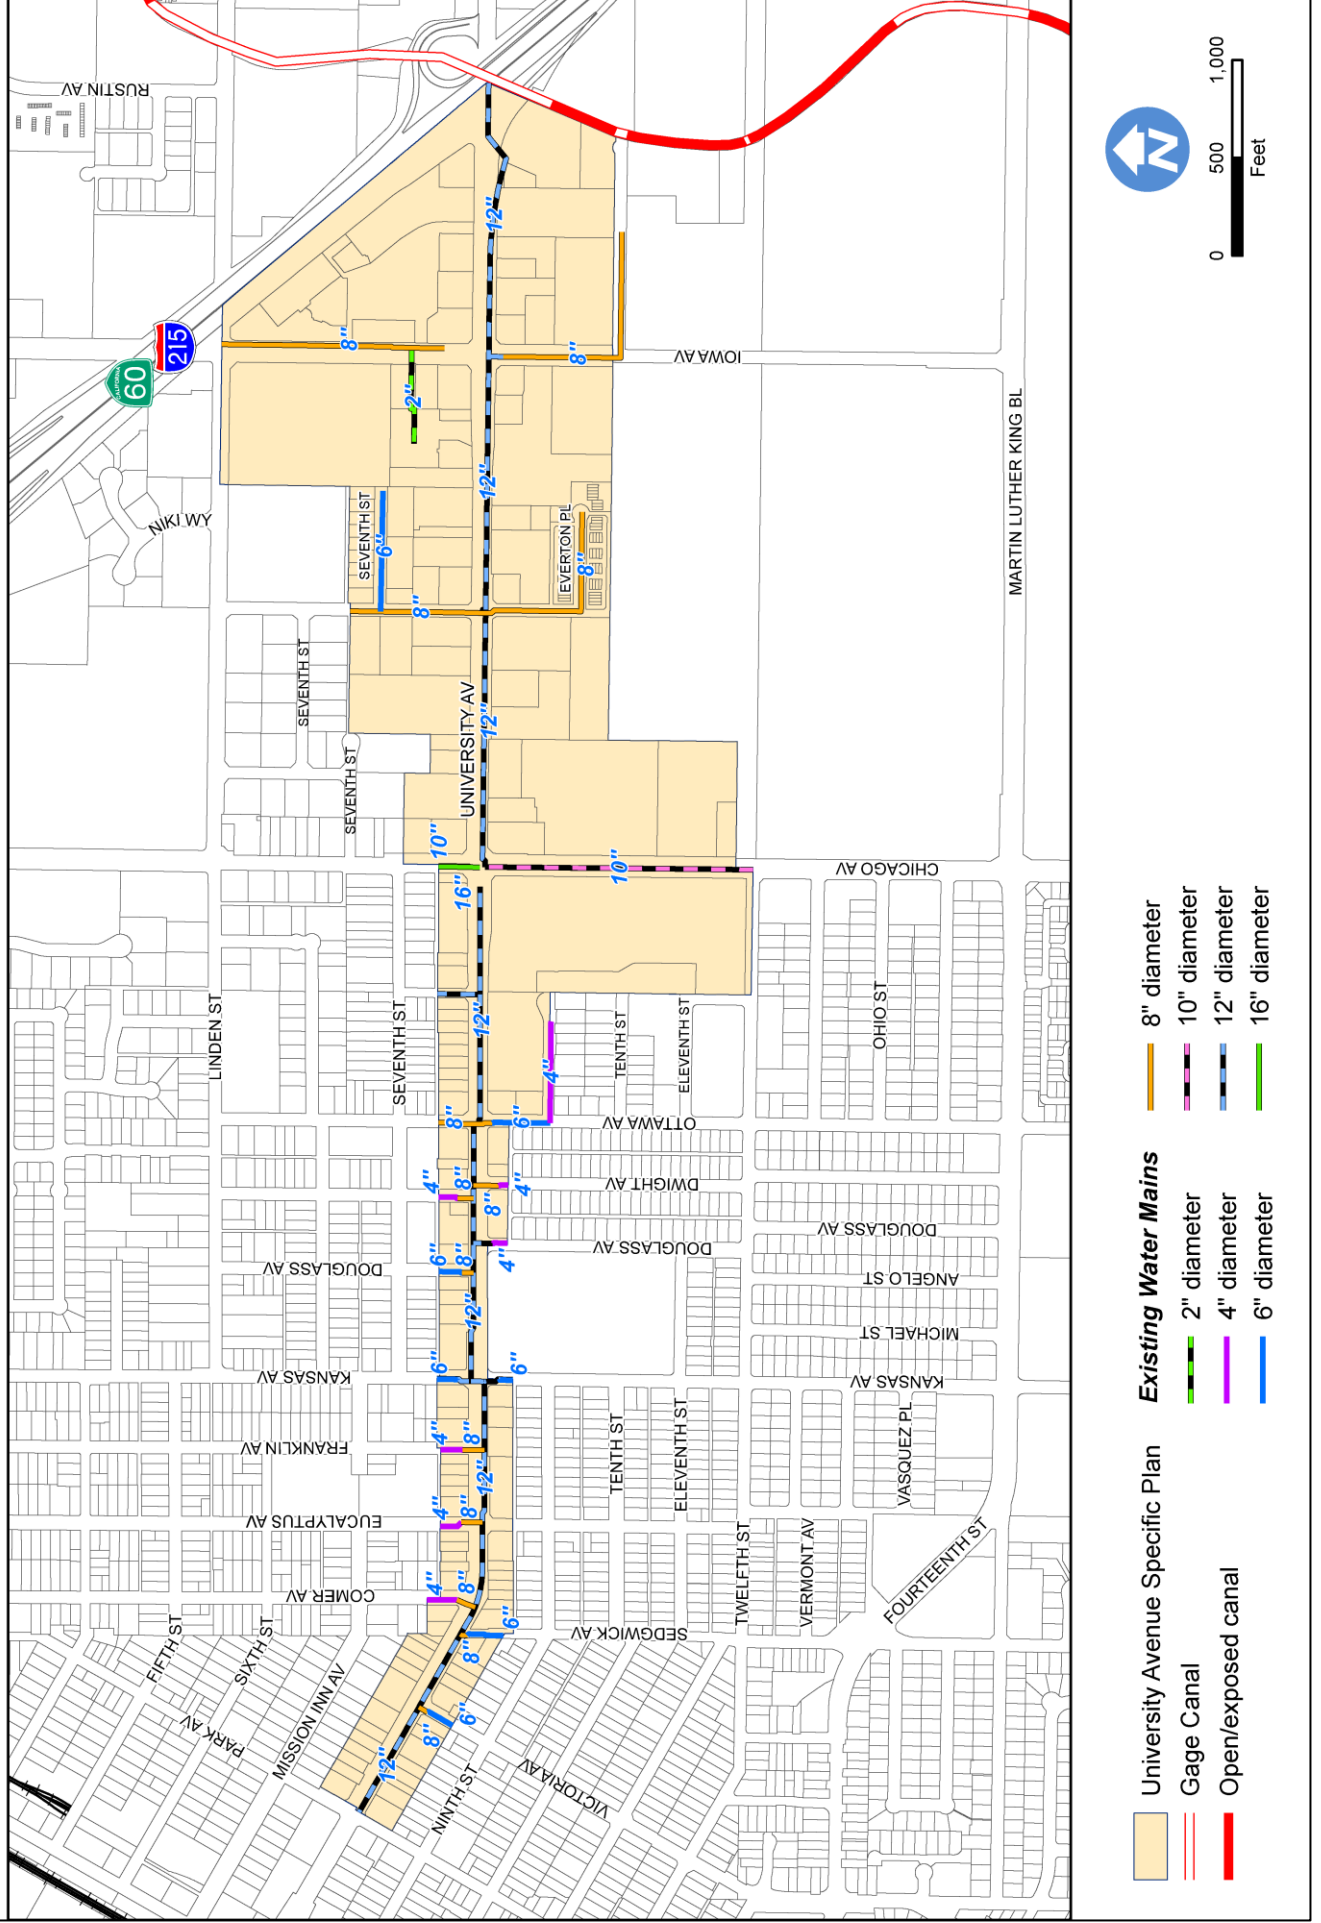 RUSTIN AV
CALIFORNIA
60
215
NIKI WY
IOWA AV
MARTIN LUTHER KING BL
SEVENTH ST
EVERTON PL
SEVENTH ST
SEVENTH ST
UNIVERSITY AV
CHICAGO AV
LINDEN ST
SEVENTH ST
TENTH ST
ELEVENTH ST
OHIO ST
OTTAWA AV
DWIGHT AV
DOUGLASS AV
DOUGLASS AV
DOUGLASS AV
ANGELO ST
MICHAEL ST
KANSAS AV
KANSAS AV
FRANKLIN AV
EUCALYPTUS AV
COMER AV
TENTH ST
ELEVENTH ST
VASQUEZ PL
TWELFTH ST
VERMONT AV
FOURTEENTH ST
SEDGWICK AV
FIFTH ST
SIXTH ST
PARK AV
MISSION INN AV
NINTH ST
VICTORIA AV
12"
8"
2"
8"
12"
6"
8"
8"
12"
10"
16"
10"
12"
4"
8"
6"
4"
8"
8"
4"
6"
8"
4"
12"
6"
6"
4"
8"
12"
4"
8"
4"
8"
6"
8"
6"
8"
12"
N
0
500
1,000
Feet
University Avenue Specific Plan
Gage Canal
Open/exposed canal
Existing Water Mains
2" diameter
4" diameter
6" diameter
8" diameter
10" diameter
12" diameter
16" diameter